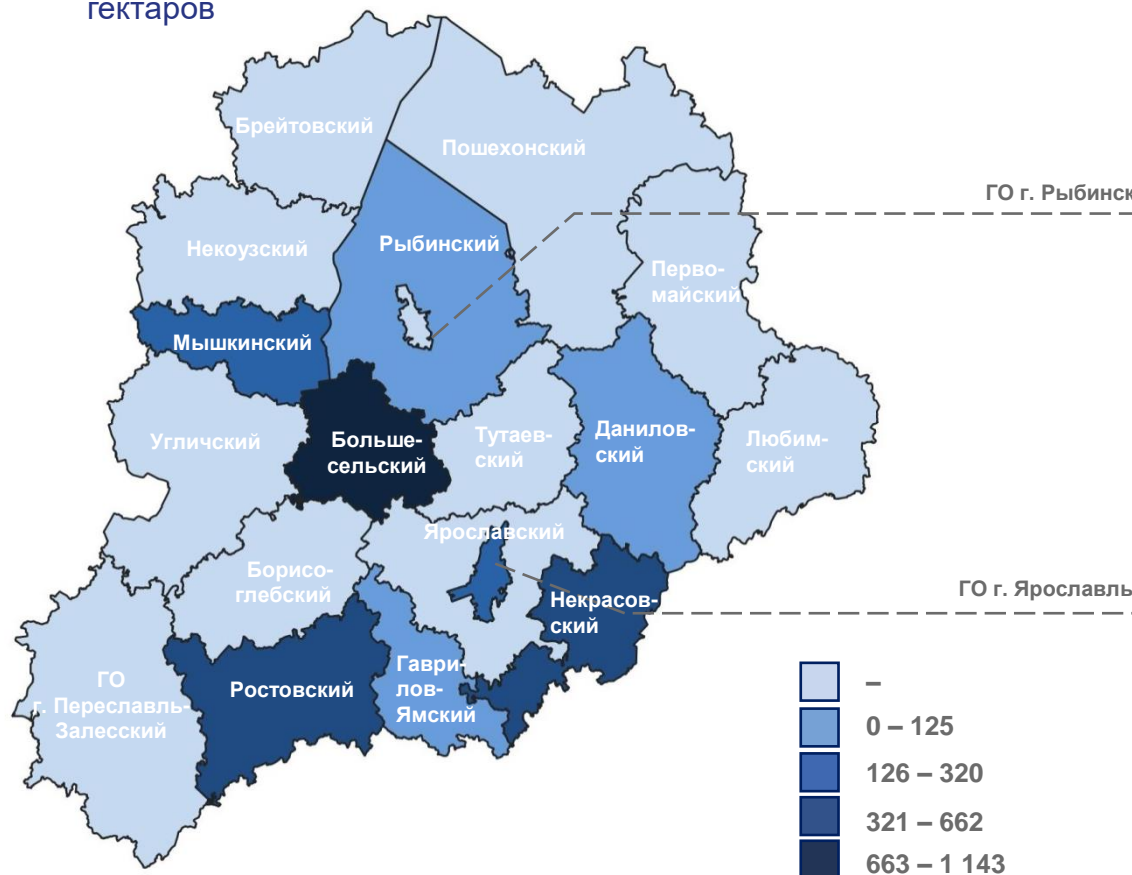 гектаров
Брейтовский
Пошехонский
ГО г. Рыбинск
Некоузский
Рыбинский
Перво-
майский
Мышкинский
Угличский
Больше-
сельский
Тутаев-
ский
Данилов-
ский
Любим-
ский
Ярославский
Борисо-
глебский
ГО г. Ярославль
Некрасов-
ский
Ростовский
Гаври-
лов-
Ямский
ГО
г. Переславль-
Залесский
–
0 – 125
126 – 320
321 – 662
663 – 1 143